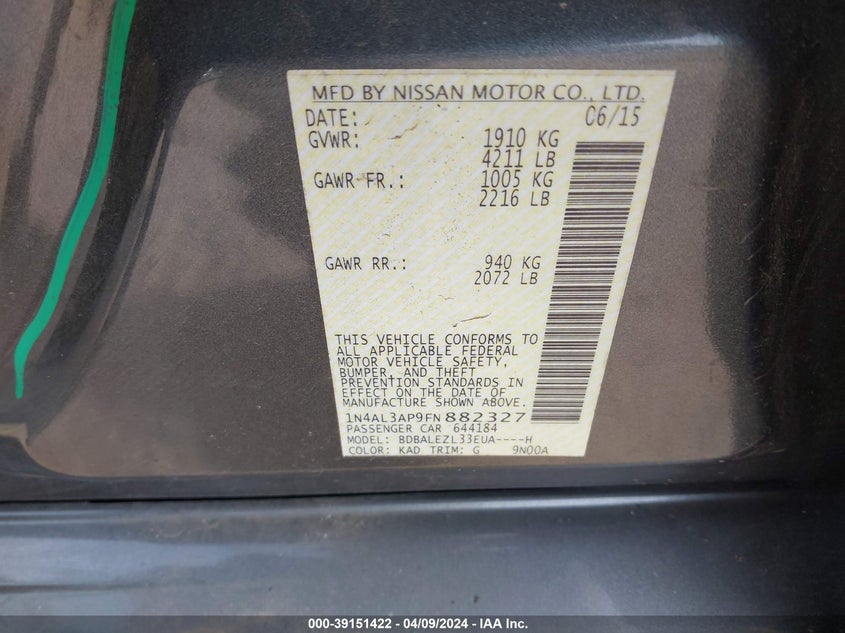 MFD BY NISSAN MOTOR CO., LTD.
DATE: 06/15
GVWR: 1910 KG
4211 LB
GAWR FR.: 1005 KG
2216 LB
GAWR RR.: 940 KG
2072 LB
THIS VEHICLE CONFORMS TO
ALL APPLICABLE FEDERAL
MOTOR VEHICLE SAFETY,
BUMPER, AND THEFT
PREVENTION STANDARDS IN
EFFECT ON THE DATE OF
MANUFACTURE SHOWN ABOVE.
1N4AL3AP9FN882327
PASSENGER CAR 644184
MODEL: BDBALEZL33EUA----H
COLOR: KAD TRIM: G 9N00A
000-39151422 - 04/09/2024 - IAA Inc.